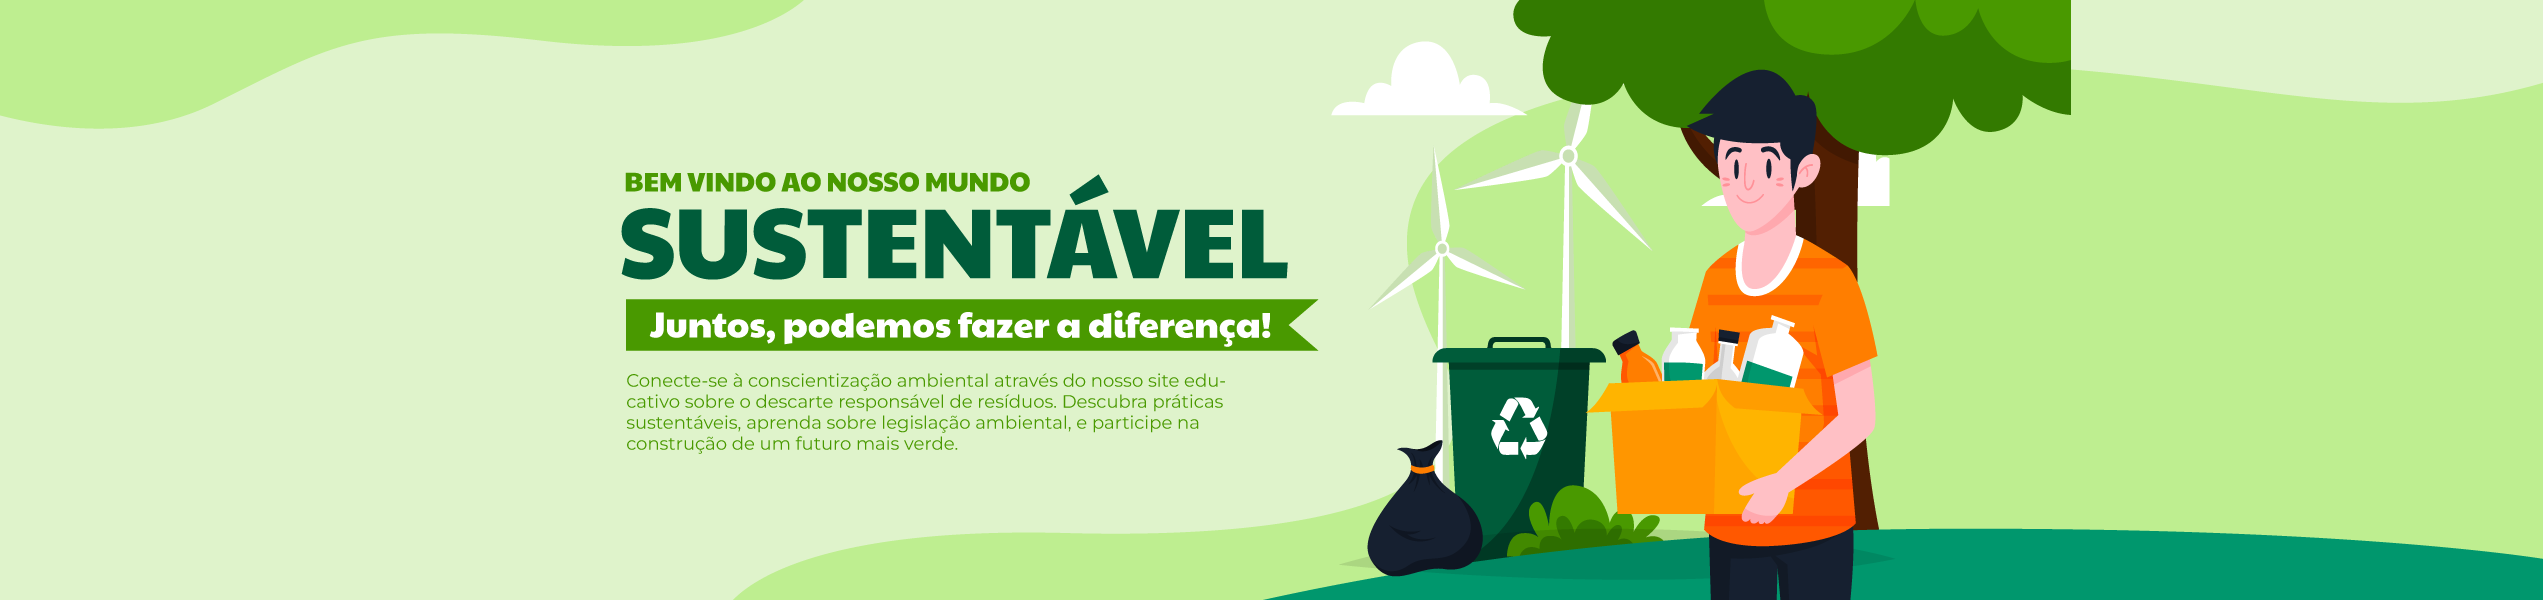 BEM VINDO AO NOSSO MUNDO
SUSTENTÁVEL
Juntos, podemos fazer a diferença!
Conecte-se à conscientização ambiental através do nosso site edu-
cativo sobre o descarte responsável de resíduos. Descubra práticas
sustentáveis, aprenda sobre legislação ambiental, e participe na
construção de um futuro mais verde.